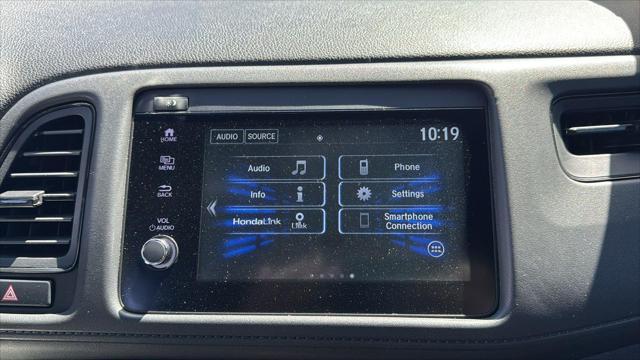 HOME
MENU
BACK
VOL
AUDIO
AUDIO SOURCE
10:19
Audio
Phone
Info
Settings
HondaLink
Link
Smartphone
Connection